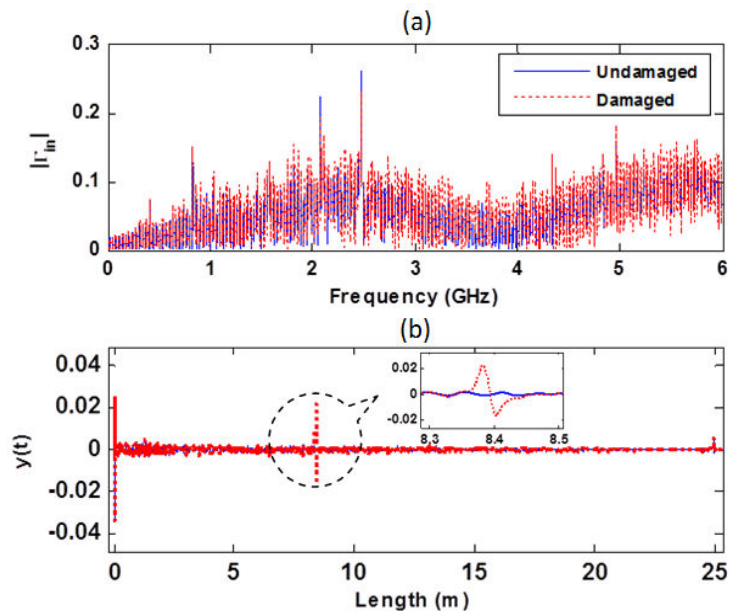 (a)
0.3
0.2
0.1
0
|Γin|
Undamaged
Damaged
0 1 2 3 4 5 6
Frequency (GHz)
(b)
0.04
0.02
0
-0.02
-0.04
y(t)
0.02
0
-0.02
8.3 8.4 8.5
0 5 10 15 20 25
Length (m)